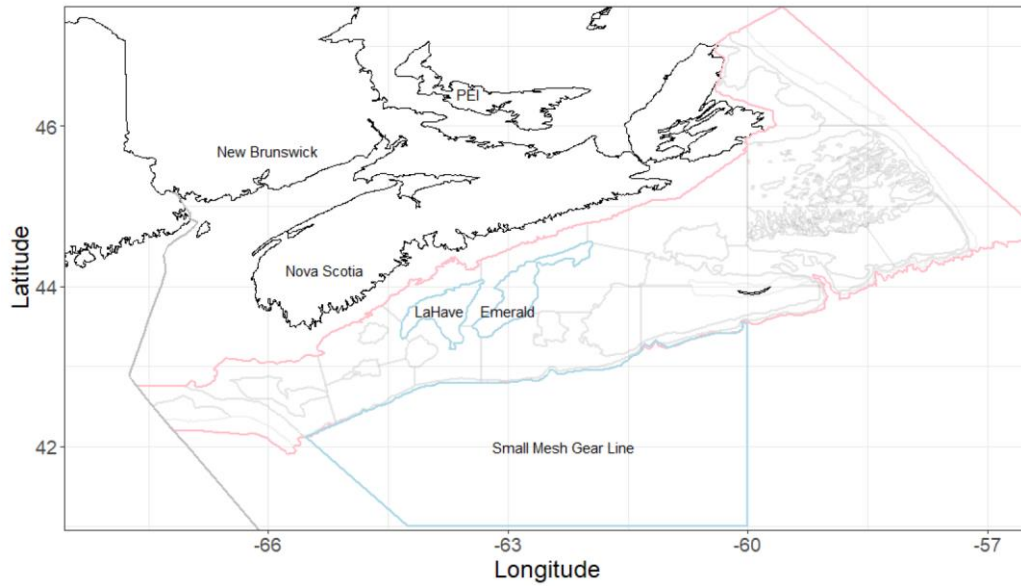 PEI
46
New Brunswick
Nova Scotia
44
LaHave Emerald
42
Small Mesh Gear Line
-66 -63 -60 -57
Longitude
Latitude